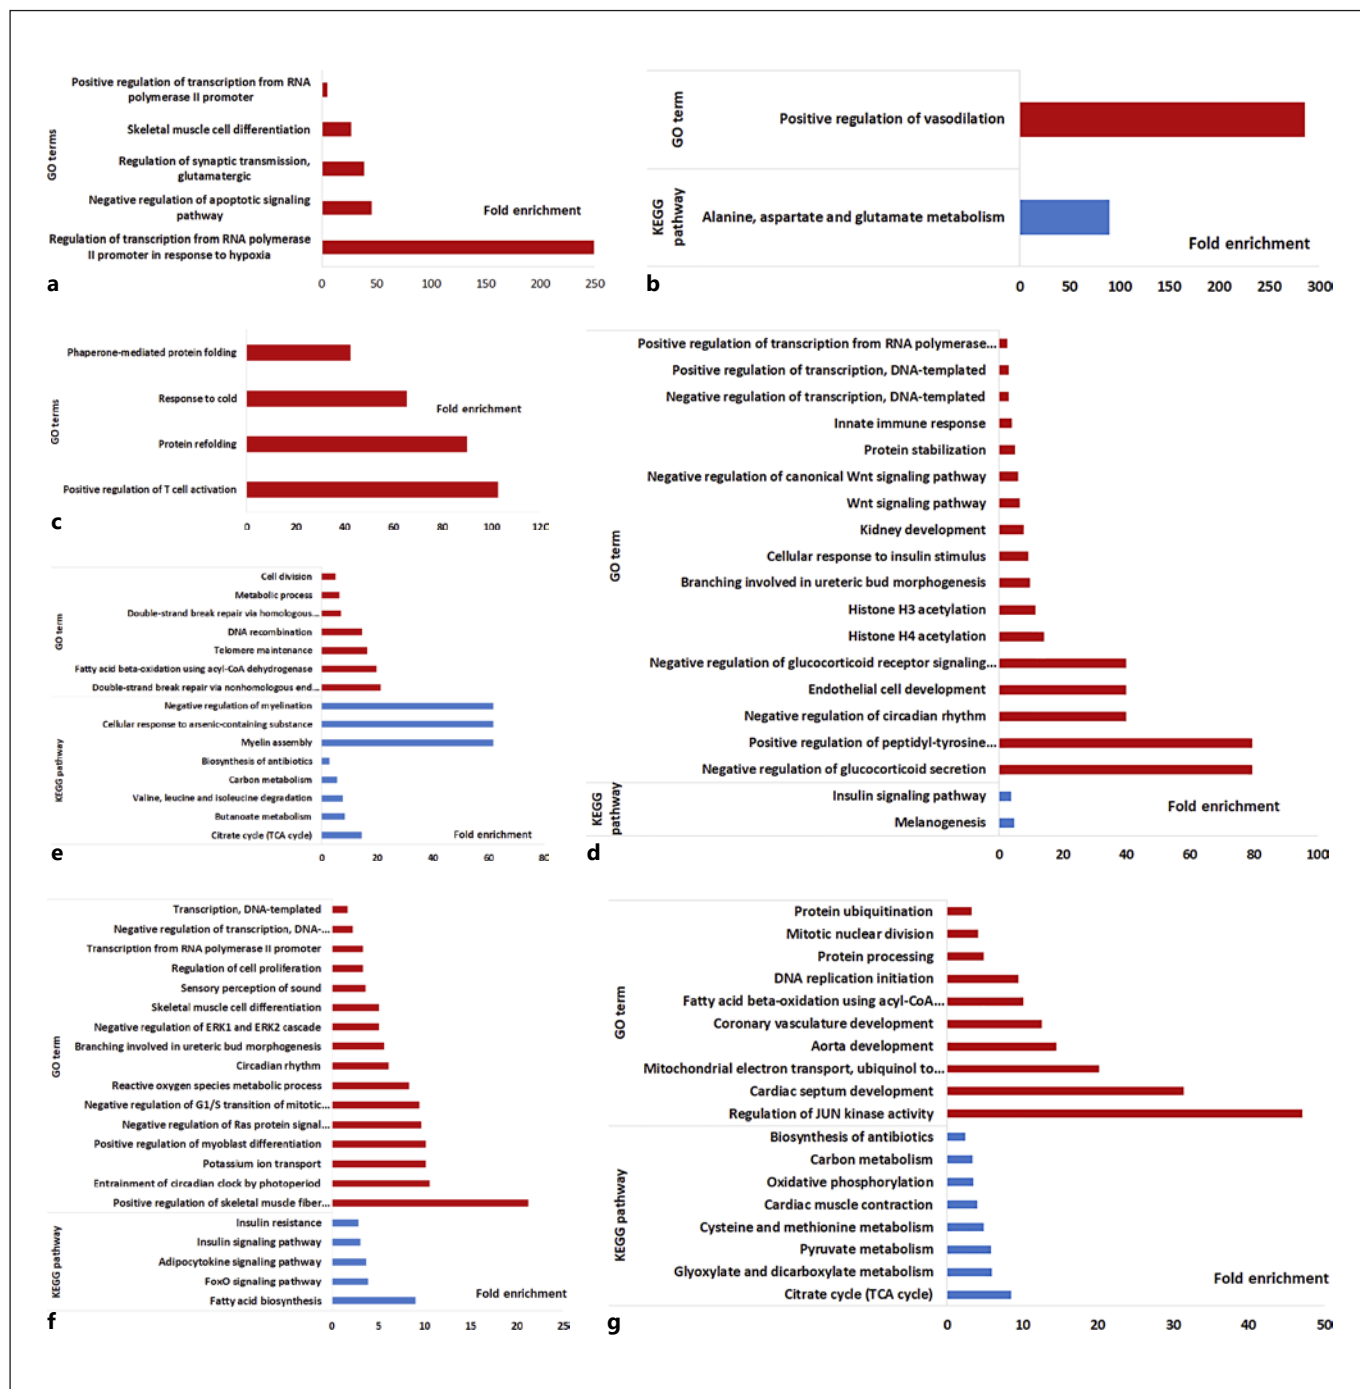 Positive regulation of transcription from RNA
polymerase II promoter
Skeletal muscle cell differentiation
Regulation of synaptic transmission,
glutamatergic
Negative regulation of apoptotic signaling
pathway
Regulation of transcription from RNA polymerase
II promoter in response to hypoxia
GO terms
Fold enrichment
0 50 100 150 200 250
a
GO term
Positive regulation of vasodilation
KEGG
pathway
Alanine, aspartate and glutamate metabolism
Fold enrichment
0 50 100 150 200 250 300
b
Phaperone-mediated protein folding
Response to cold
Protein refolding
Positive regulation of T cell activation
GO terms
Fold enrichment
0 20 40 60 80 100 120
c
Positive regulation of transcription from RNA polymerase...
Positive regulation of transcription, DNA-templated
Negative regulation of transcription, DNA-templated
Innate immune response
Protein stabilization
Negative regulation of canonical Wnt signaling pathway
Wnt signaling pathway
Kidney development
Cellular response to insulin stimulus
Branching involved in ureteric bud morphogenesis
Histone H3 acetylation
Histone H4 acetylation
Negative regulation of glucocorticoid receptor signaling...
Endothelial cell development
Negative regulation of circadian rhythm
Positive regulation of peptidyl-tyrosine...
Negative regulation of glucocorticoid secretion
GO term
Insulin signaling pathway
Melanogenesis
KEGG
pathway
Fold enrichment
0 20 40 60 80 100
d
Cell division
Metabolic process
Double-strand break repair via homologous...
DNA recombination
Telomere maintenance
Fatty acid beta-oxidation using acyl-CoA dehydrogenase
Double-strand break repair via nonhomologous end...
GO term
Negative regulation of myelination
Cellular response to arsenic-containing substance
Myelin assembly
Biosynthesis of antibiotics
Carbon metabolism
Valine, leucine and isoleucine degradation
Butanoate metabolism
Citrate cycle (TCA cycle)
KEGG pathway
Fold enrichment
0 20 40 60 80
e
Transcription, DNA-templated
Negative regulation of transcription, DNA-...
Transcription from RNA polymerase II promoter
Regulation of cell proliferation
Sensory perception of sound
Skeletal muscle cell differentiation
Negative regulation of ERK1 and ERK2 cascade
Branching involved in ureteric bud morphogenesis
Circadian rhythm
Reactive oxygen species metabolic process
Negative regulation of G1/S transition of mitotic...
Negative regulation of Ras protein signal...
Positive regulation of myoblast differentiation
Potassium ion transport
Entrainment of circadian clock by photoperiod
Positive regulation of skeletal muscle fiber...
GO term
Insulin resistance
Insulin signaling pathway
Adipocytokine signaling pathway
FoxO signaling pathway
Fatty acid biosynthesis
KEGG pathway
Fold enrichment
0 5 10 15 20 25
f
Protein ubiquitination
Mitotic nuclear division
Protein processing
DNA replication initiation
Fatty acid beta-oxidation using acyl-CoA...
Coronary vasculature development
Aorta development
Mitochondrial electron transport, ubiquinol to...
Cardiac septum development
Regulation of JUN kinase activity
GO term
Biosynthesis of antibiotics
Carbon metabolism
Oxidative phosphorylation
Cardiac muscle contraction
Cysteine and methionine metabolism
Pyruvate metabolism
Glyoxylate and dicarboxylate metabolism
Citrate cycle (TCA cycle)
KEGG pathway
Fold enrichment
0 10 20 30 40 50
g